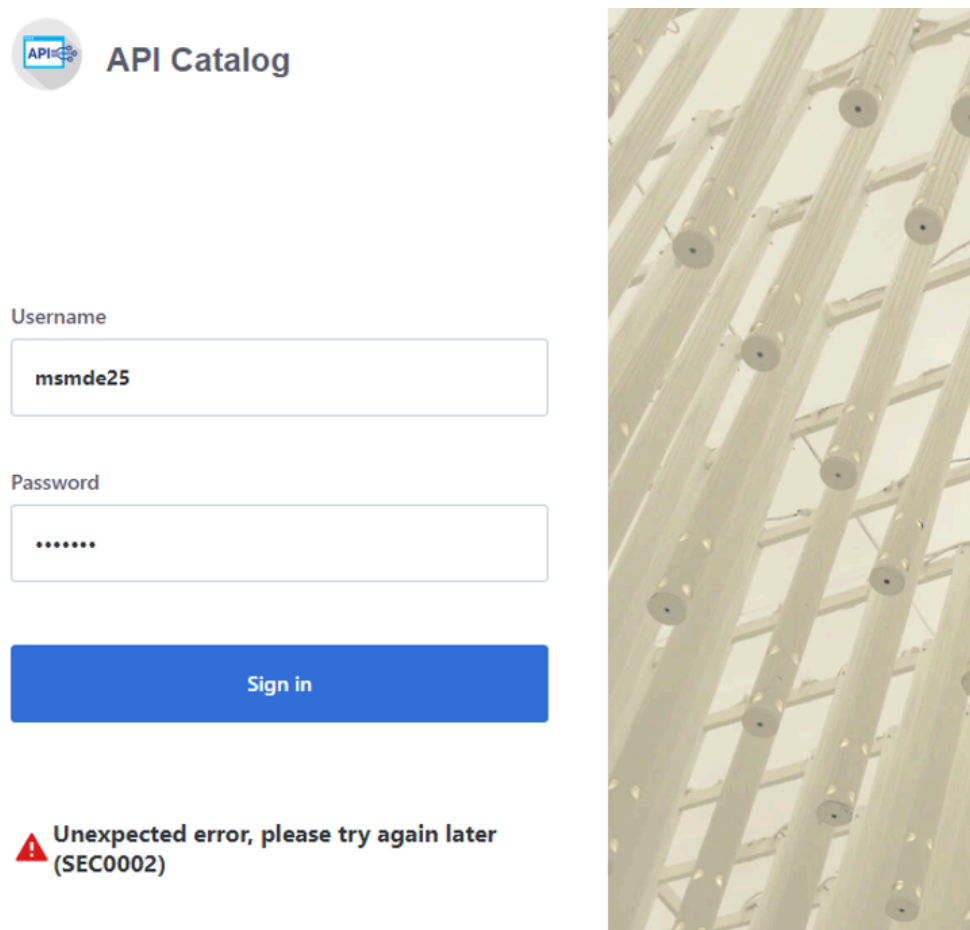 API
API Catalog
Username
msmde25
Password
•••••••
Sign in
Unexpected error, please try again later
(SEC0002)